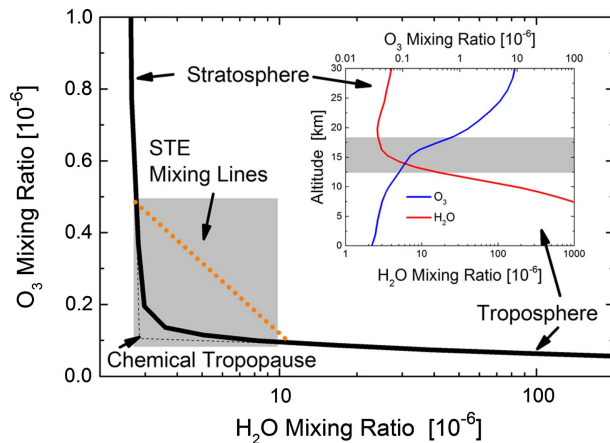 O₃ Mixing Ratio [10⁻⁶]
0.01 0.1 1 10 100
1.0
0.8
0.6
0.4
0.2
0.0
O₃ Mixing Ratio [10⁻⁶]
Stratosphere
STE
Mixing Lines
Chemical Tropopause
Troposphere
30
25
20
15
10
5
0
Altitude [km]
O₃
H₂O
1 10 100 1000
H₂O Mixing Ratio [10⁻⁶]
10 100
H₂O Mixing Ratio [10⁻⁶]